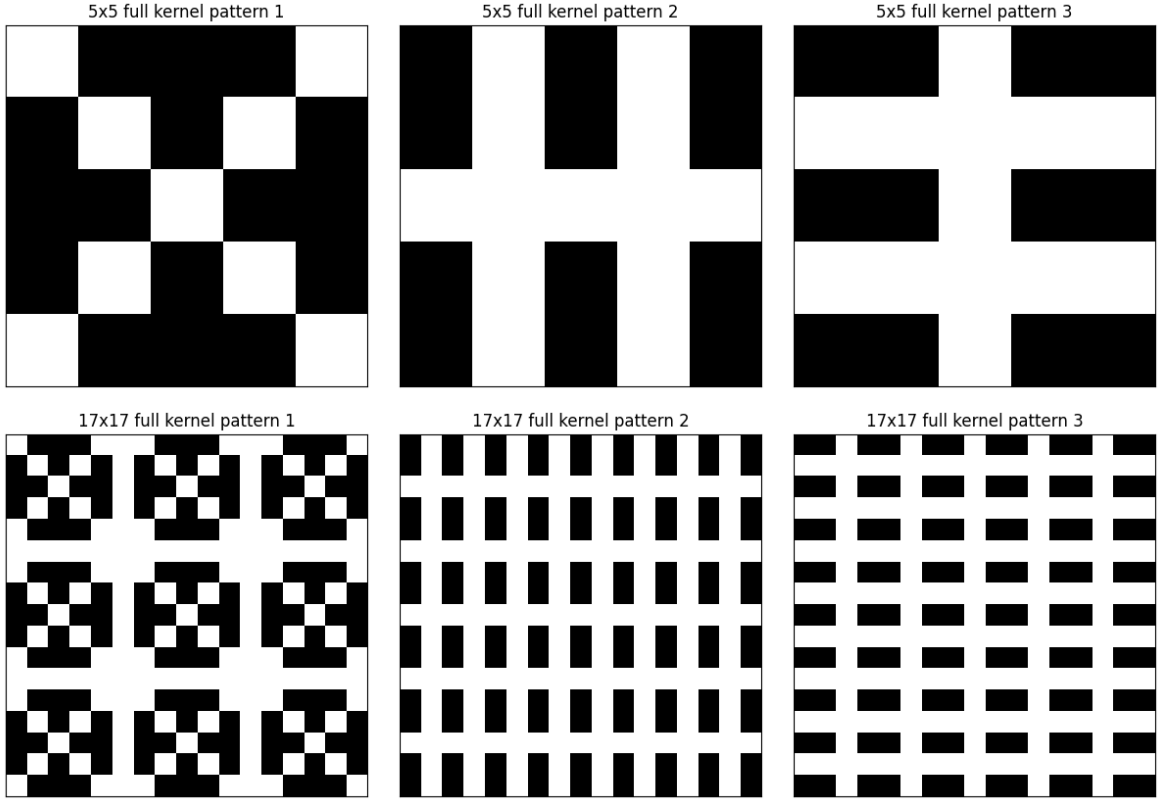 5x5 full kernel pattern 1
5x5 full kernel pattern 2
5x5 full kernel pattern 3
17x17 full kernel pattern 1
17x17 full kernel pattern 2
17x17 full kernel pattern 3